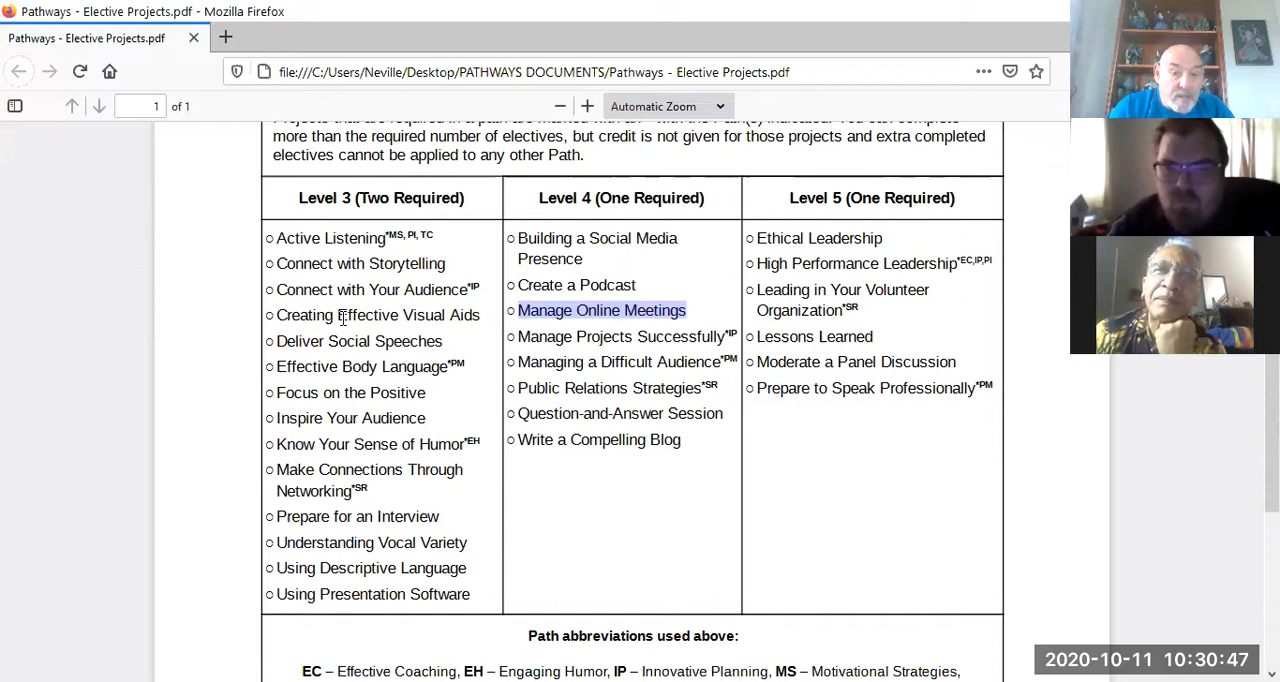 Pathways - Elective Projects.pdf - Mozilla Firefox
Pathways - Elective Projects.pdf
file:///C:/Users/Neville/Desktop/PATHWAYS DOCUMENTS/Pathways - Elective Projects.pdf
1 of 1
Automatic Zoom
more than the required number of electives, but credit is not given for those projects and extra completed
electives cannot be applied to any other Path.
Level 3 (Two Required)
Active Listening*MS, PI, TC
Connect with Storytelling
Connect with Your Audience*IP
Creating Effective Visual Aids
Deliver Social Speeches
Effective Body Language*PM
Focus on the Positive
Inspire Your Audience
Know Your Sense of Humor*EH
Make Connections Through
Networking*SR
Prepare for an Interview
Understanding Vocal Variety
Using Descriptive Language
Using Presentation Software
Level 4 (One Required)
Building a Social Media
Presence
Create a Podcast
Manage Online Meetings
Manage Projects Successfully*IP
Managing a Difficult Audience*PM
Public Relations Strategies*SR
Question-and-Answer Session
Write a Compelling Blog
Level 5 (One Required)
Ethical Leadership
High Performance Leadership*EC,IP,PI
Leading in Your Volunteer
Organization*SR
Lessons Learned
Moderate a Panel Discussion
Prepare to Speak Professionally*PM
Path abbreviations used above:
EC – Effective Coaching, EH – Engaging Humor, IP – Innovative Planning, MS – Motivational Strategies,
2020-10-11 10:30:47